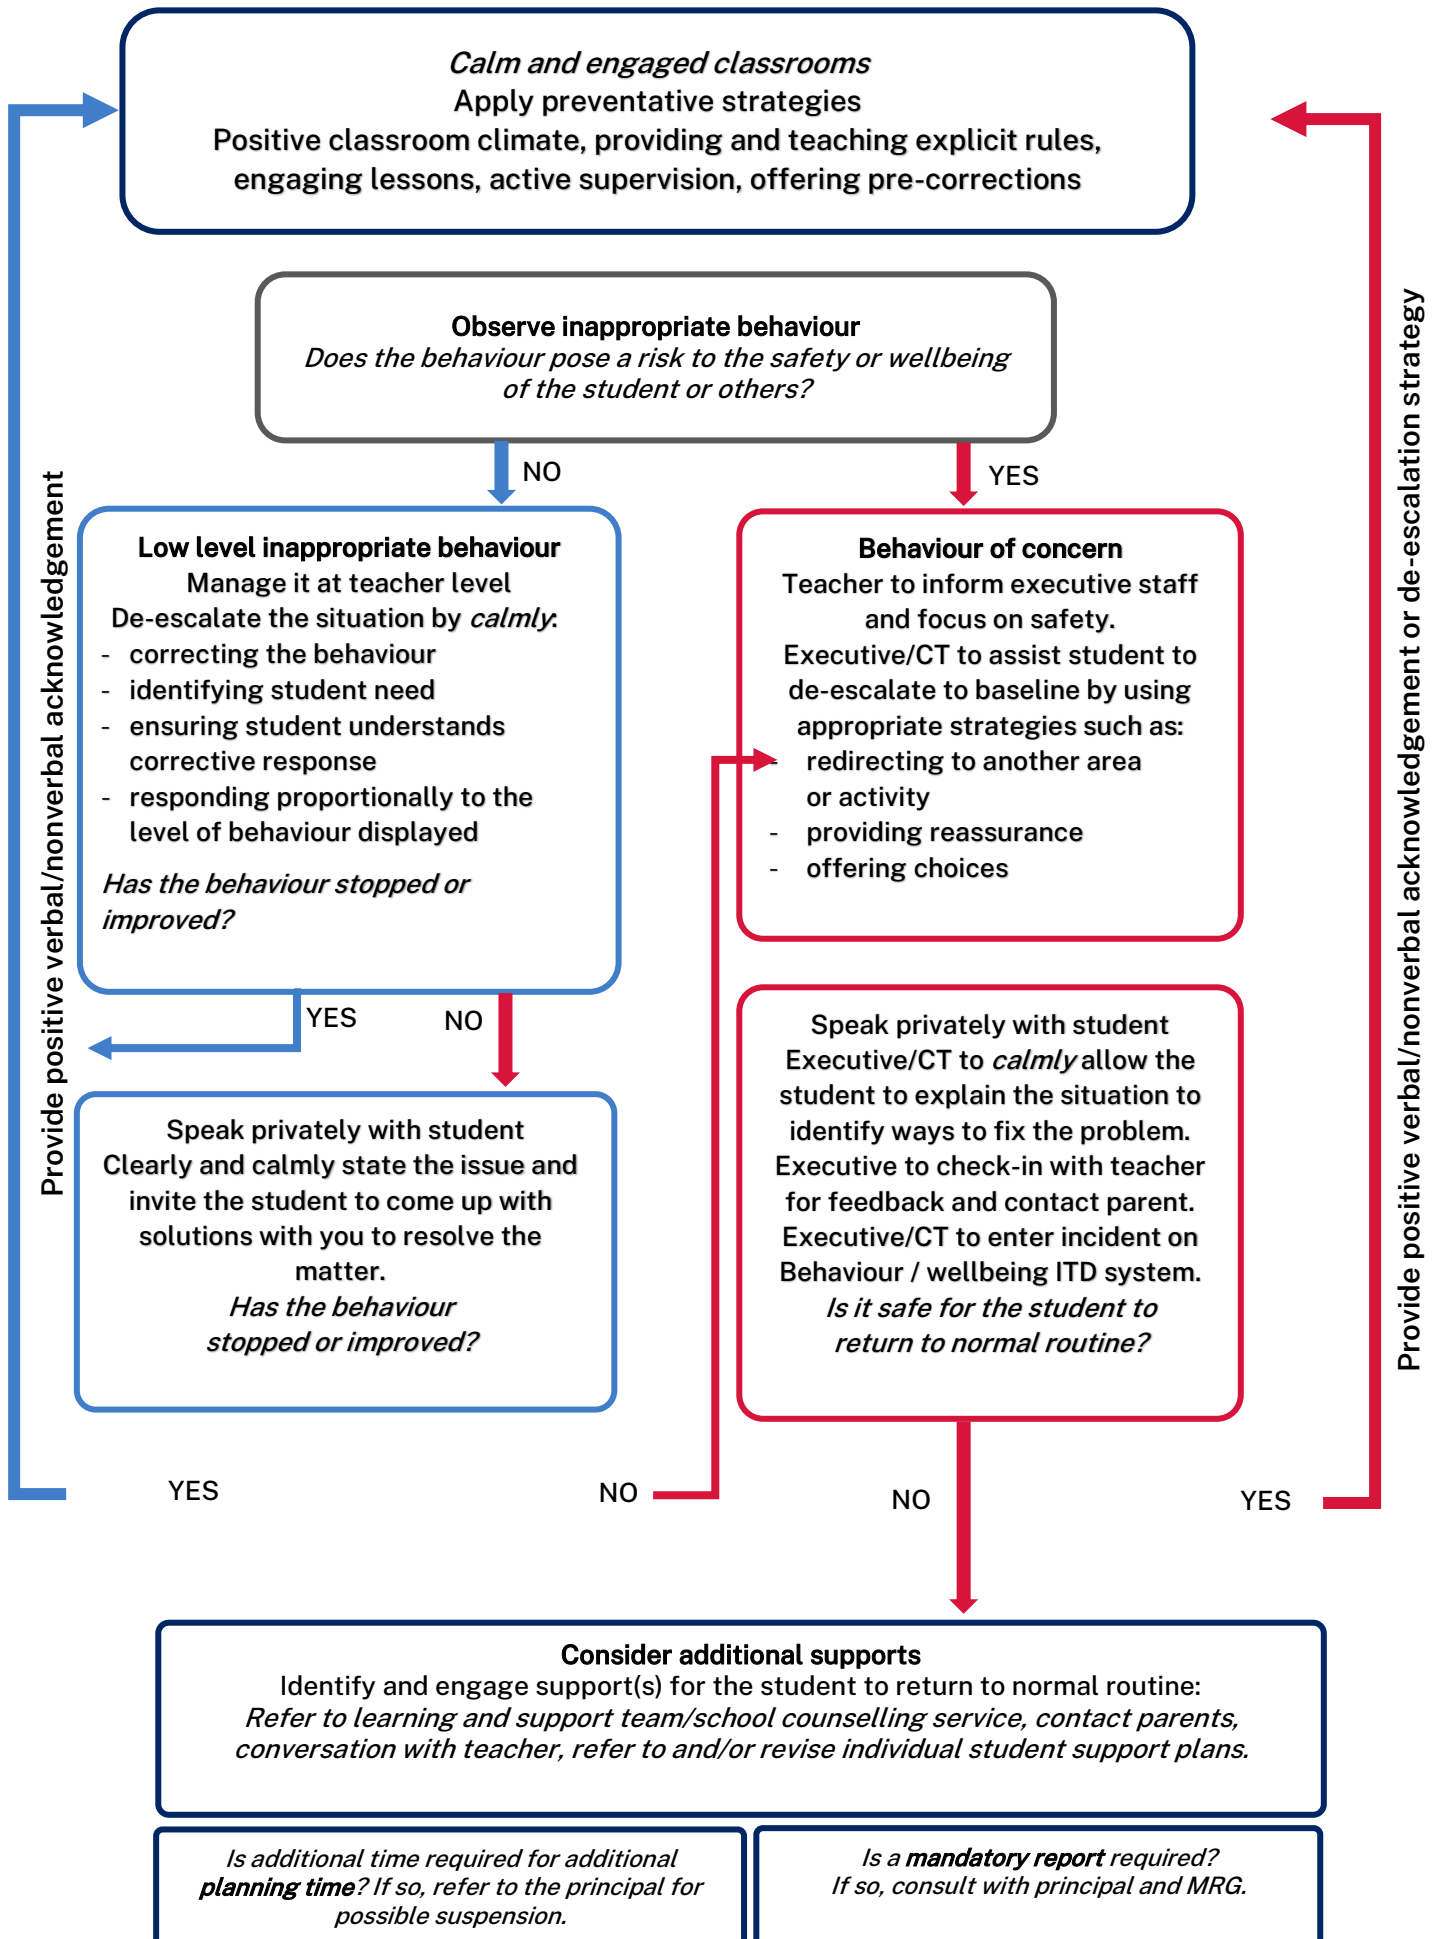 Calm and engaged classrooms
Apply preventative strategies
Positive classroom climate, providing and teaching explicit rules,
engaging lessons, active supervision, offering pre-corrections
Observe inappropriate behaviour
Does the behaviour pose a risk to the safety or wellbeing
of the student or others?
NO
YES
Provide positive verbal/nonverbal acknowledgement
Low level inappropriate behaviour
Manage it at teacher level
De-escalate the situation by calmly:
- correcting the behaviour
- identifying student need
- ensuring student understands
corrective response
- responding proportionally to the
level of behaviour displayed
Has the behaviour stopped or
improved?
YES
NO
Speak privately with student
Clearly and calmly state the issue and
invite the student to come up with
solutions with you to resolve the
matter.
Has the behaviour
stopped or improved?
YES
NO
Behaviour of concern
Teacher to inform executive staff
and focus on safety.
Executive/CT to assist student to
de-escalate to baseline by using
appropriate strategies such as:
- redirecting to another area
or activity
- providing reassurance
- offering choices
Speak privately with student
Executive/CT to calmly allow the
student to explain the situation to
identify ways to fix the problem.
Executive to check-in with teacher
for feedback and contact parent.
Executive/CT to enter incident on
Behaviour / wellbeing ITD system.
Is it safe for the student to
return to normal routine?
NO
YES
Provide positive verbal/nonverbal acknowledgement or de-escalation strategy
Consider additional supports
Identify and engage support(s) for the student to return to normal routine:
Refer to learning and support team/school counselling service, contact parents,
conversation with teacher, refer to and/or revise individual student support plans.
Is additional time required for additional
planning time? If so, refer to the principal for
possible suspension.
Is a mandatory report required?
If so, consult with principal and MRG.